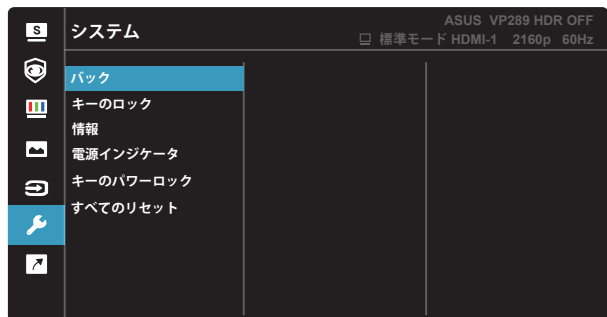 S
システム
ASUS VP289 HDR OFF
標準モード HDMI-1 2160p 60Hz
バック
キーのロック
情報
電源インジケータ
キーのパワーロック
すべてのリセット